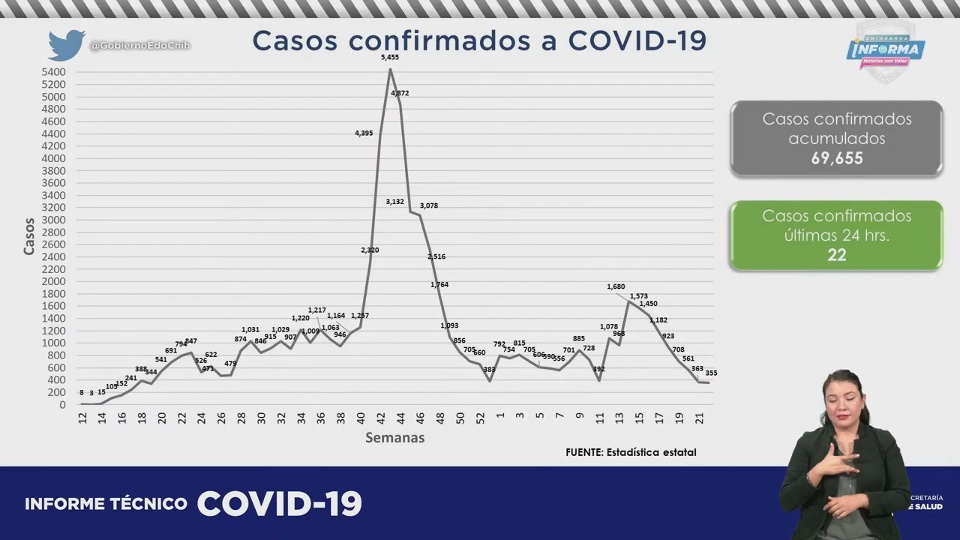 @GobiernoEdoChih
Casos confirmados a COVID-19
CHIHUAHUA
INFORMA
Noticias con Valor
Casos confirmados
acumulados
69,655
Casos confirmados
últimas 24 hrs.
22
Casos
5400
5200
5000
4800
4600
4400
4200
4000
3800
3600
3400
3200
3000
2800
2600
2400
2200
2000
1800
1600
1400
1200
1000
800
600
400
200
0
8 3 15 105 152 241 388 344 541 691 794 847 526 622 471 479 874 1,031 846 915 1,029 907 1,220 1,009 1,217 1,063 946 1,164 1,257 2,320 4,395 5,455 4,872 3,132 3,078 2,516 1,764 1,093 856 705 660 383 792 754 815 705 606 590 556 701 885 728 392 1,078 968 1,680 1,573 1,450 1,182 928 708 561 363 355
12 14 16 18 20 22 24 26 28 30 32 34 36 38 40 42 44 46 48 50 52 1 3 5 7 9 11 13 15 17 19 21
Semanas
FUENTE: Estadística estatal
INFORME TÉCNICO COVID-19
CRETARÍA
E SALUD